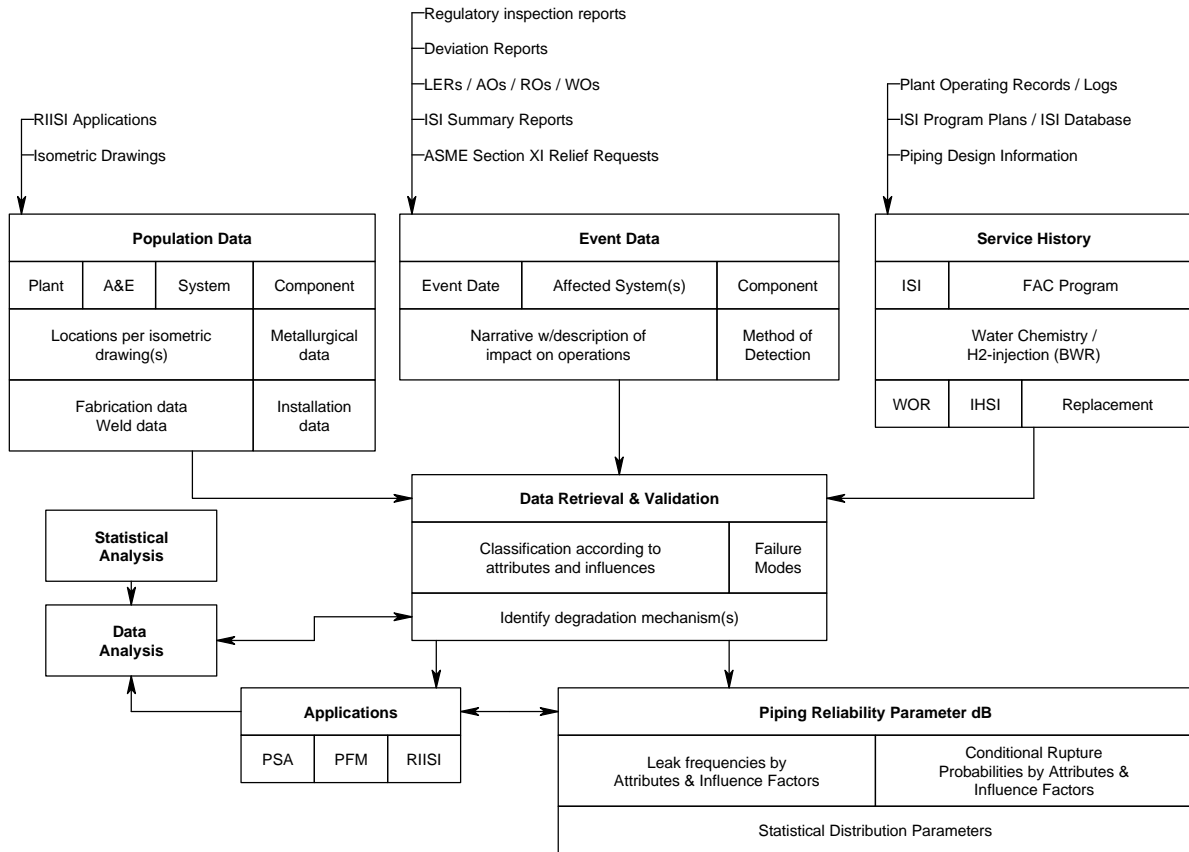 Regulatory inspection reports
Deviation Reports
LERs / AOs / ROs / WOs
ISI Summary Reports
ASME Section XI Relief Requests
RIISI Applications
Isometric Drawings
Plant Operating Records / Logs
ISI Program Plans / ISI Database
Piping Design Information
Population Data
Plant
A&E
System
Component
Locations per isometric
drawing(s)
Metallurgical
data
Fabrication data
Weld data
Installation
data
Event Data
Event Date
Affected System(s)
Component
Narrative w/description of
impact on operations
Method of
Detection
Service History
ISI
FAC Program
Water Chemistry /
H2-injection (BWR)
WOR
IHSI
Replacement
Data Retrieval & Validation
Classification according to
attributes and influences
Failure
Modes
Identify degradation mechanism(s)
Statistical
Analysis
Data
Analysis
Applications
PSA
PFM
RIISI
Piping Reliability Parameter dB
Leak frequencies by
Attributes & Influence Factors
Conditional Rupture
Probabilities by Attributes &
Influence Factors
Statistical Distribution Parameters